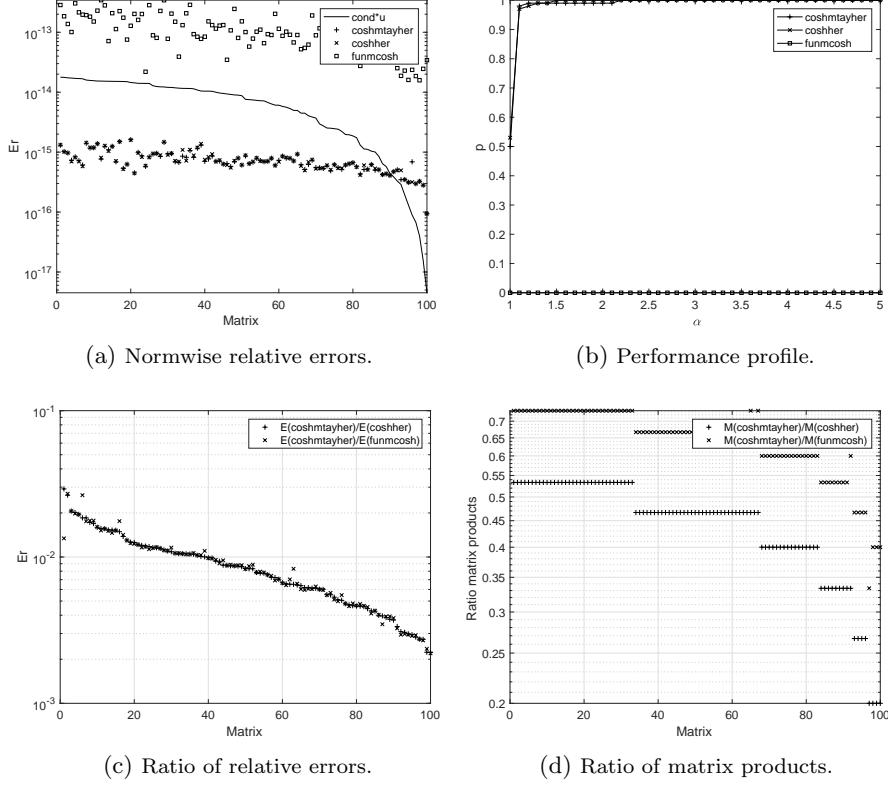 10^-13
10^-14
10^-15
10^-16
10^-17
Er
0 20 40 60 80 100
Matrix
cond*u
coshmtayher
coshher
funmcosh
(a) Normwise relative errors.
1
0.9
0.8
0.7
0.6
0.5
0.4
0.3
0.2
0.1
0
p
1 1.5 2 2.5 3 3.5 4 4.5 5
α
coshmtayher
coshher
funmcosh
(b) Performance profile.
10^-1
10^-2
10^-3
Er
0 20 40 60 80 100
Matrix
E(coshmtayher)/E(coshher)
E(coshmtayher)/E(funmcosh)
(c) Ratio of relative errors.
0.7
0.65
0.6
0.55
0.5
0.45
0.4
0.35
0.3
0.25
0.2
Ratio matrix products
0 20 40 60 80 100
Matrix
M(coshmtayher)/M(coshher)
M(coshmtayher)/M(funmcosh)
(d) Ratio of matrix products.